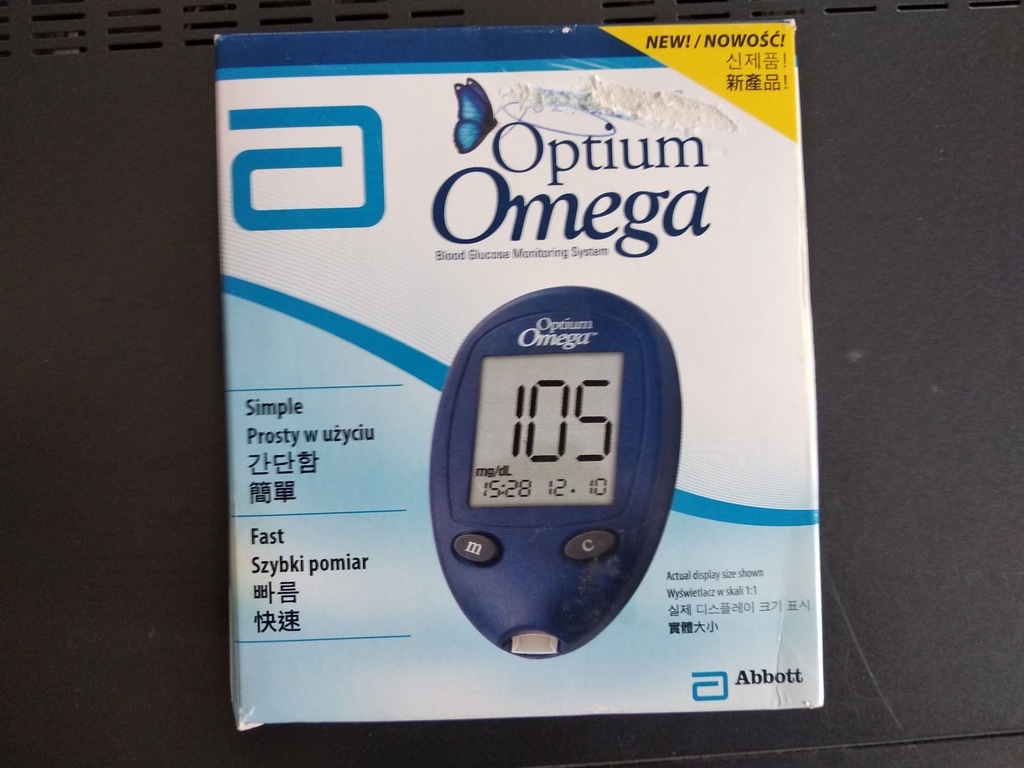 NEW! / NOWOŚĆ!
신제품!
新產品!
Optium
Omega
Blood Glucose Monitoring System
Optium
Omega™
105
mg/dL
15:28 12. 10
m
c
Simple
Prosty w użyciu
간단함
簡單
Fast
Szybki pomiar
빠름
快速
Actual display size shown
Wyświetlacz w skali 1:1
실제 디스플레이 크기 표시
實體大小
Abbott